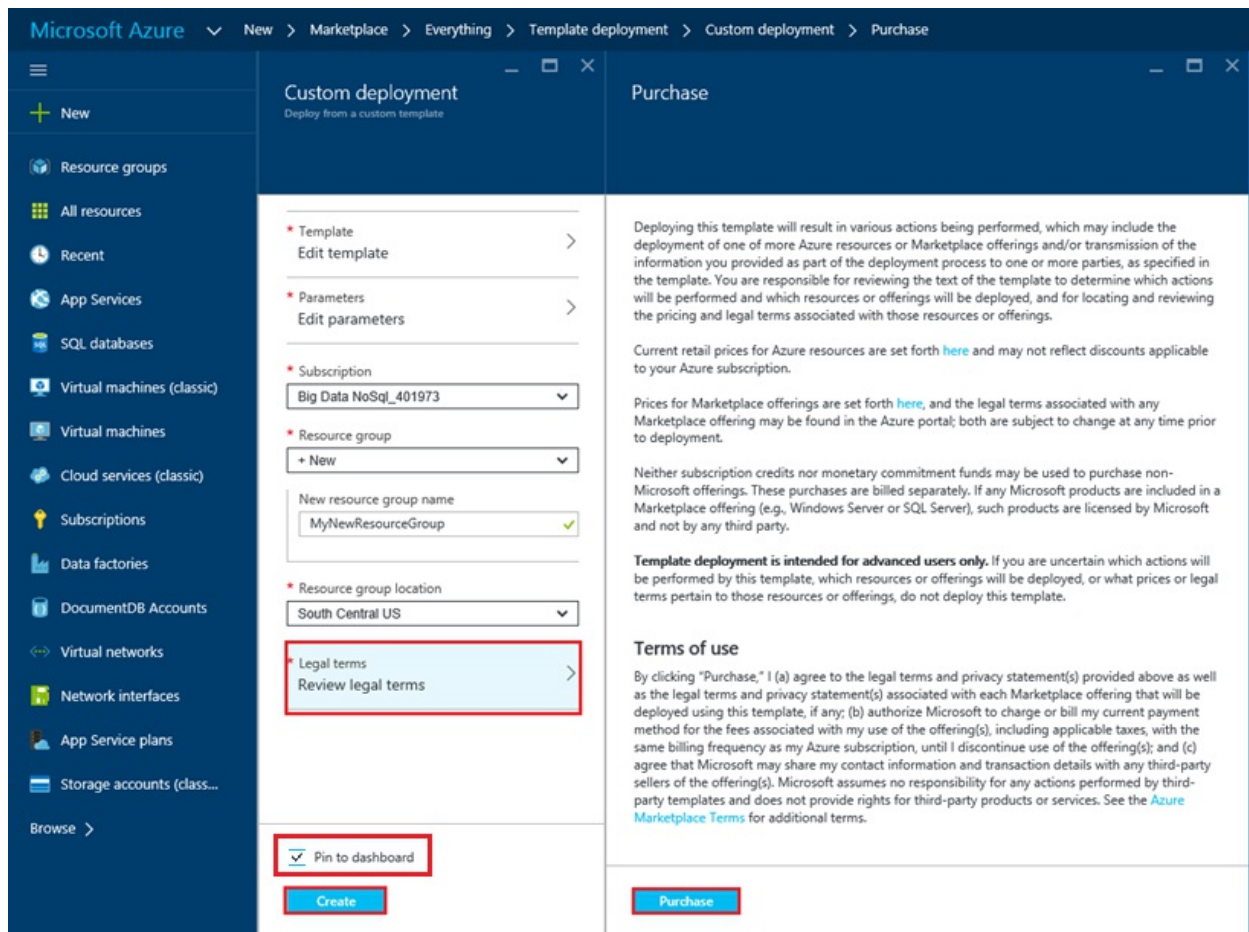 Microsoft Azure New > Marketplace > Everything > Template deployment > Custom deployment > Purchase
New
Resource groups
All resources
Recent
App Services
SQL databases
Virtual machines (classic)
Virtual machines
Cloud services (classic)
Subscriptions
Data factories
DocumentDB Accounts
Virtual networks
Network interfaces
App Service plans
Storage accounts (class...
Browse >
Custom deployment
Deploy from a custom template
* Template
Edit template
* Parameters
Edit parameters
* Subscription
Big Data NoSql_401973
* Resource group
+ New
New resource group name
MyNewResourceGroup
* Resource group location
South Central US
* Legal terms
Review legal terms
Pin to dashboard
Create
Purchase
Deploying this template will result in various actions being performed, which may include the
deployment of one of more Azure resources or Marketplace offerings and/or transmission of the
information you provided as part of the deployment process to one or more parties, as specified in
the template. You are responsible for reviewing the text of the template to determine which actions
will be performed and which resources or offerings will be deployed, and for locating and reviewing
the pricing and legal terms associated with those resources or offerings.
Current retail prices for Azure resources are set forth here and may not reflect discounts applicable
to your Azure subscription.
Prices for Marketplace offerings are set forth here, and the legal terms associated with any
Marketplace offering may be found in the Azure portal; both are subject to change at any time prior
to deployment.
Neither subscription credits nor monetary commitment funds may be used to purchase non-
Microsoft offerings. These purchases are billed separately. If any Microsoft products are included in a
Marketplace offering (e.g., Windows Server or SQL Server), such products are licensed by Microsoft
and not by any third party.
Template deployment is intended for advanced users only. If you are uncertain which actions will
be performed by this template, which resources or offerings will be deployed, or what prices or legal
terms pertain to those resources or offerings, do not deploy this template.
Terms of use
By clicking "Purchase," I (a) agree to the legal terms and privacy statement(s) provided above as well
as the legal terms and privacy statement(s) associated with each Marketplace offering that will be
deployed using this template, if any; (b) authorize Microsoft to charge or bill my current payment
method for the fees associated with my use of the offering(s), including applicable taxes, with the
same billing frequency as my Azure subscription, until I discontinue use of the offering(s); and (c)
agree that Microsoft may share my contact information and transaction details with any third-party
sellers of the offering(s). Microsoft assumes no responsibility for any actions performed by third-
party templates and does not provide rights for third-party products or services. See the Azure
Marketplace Terms for additional terms.
Purchase